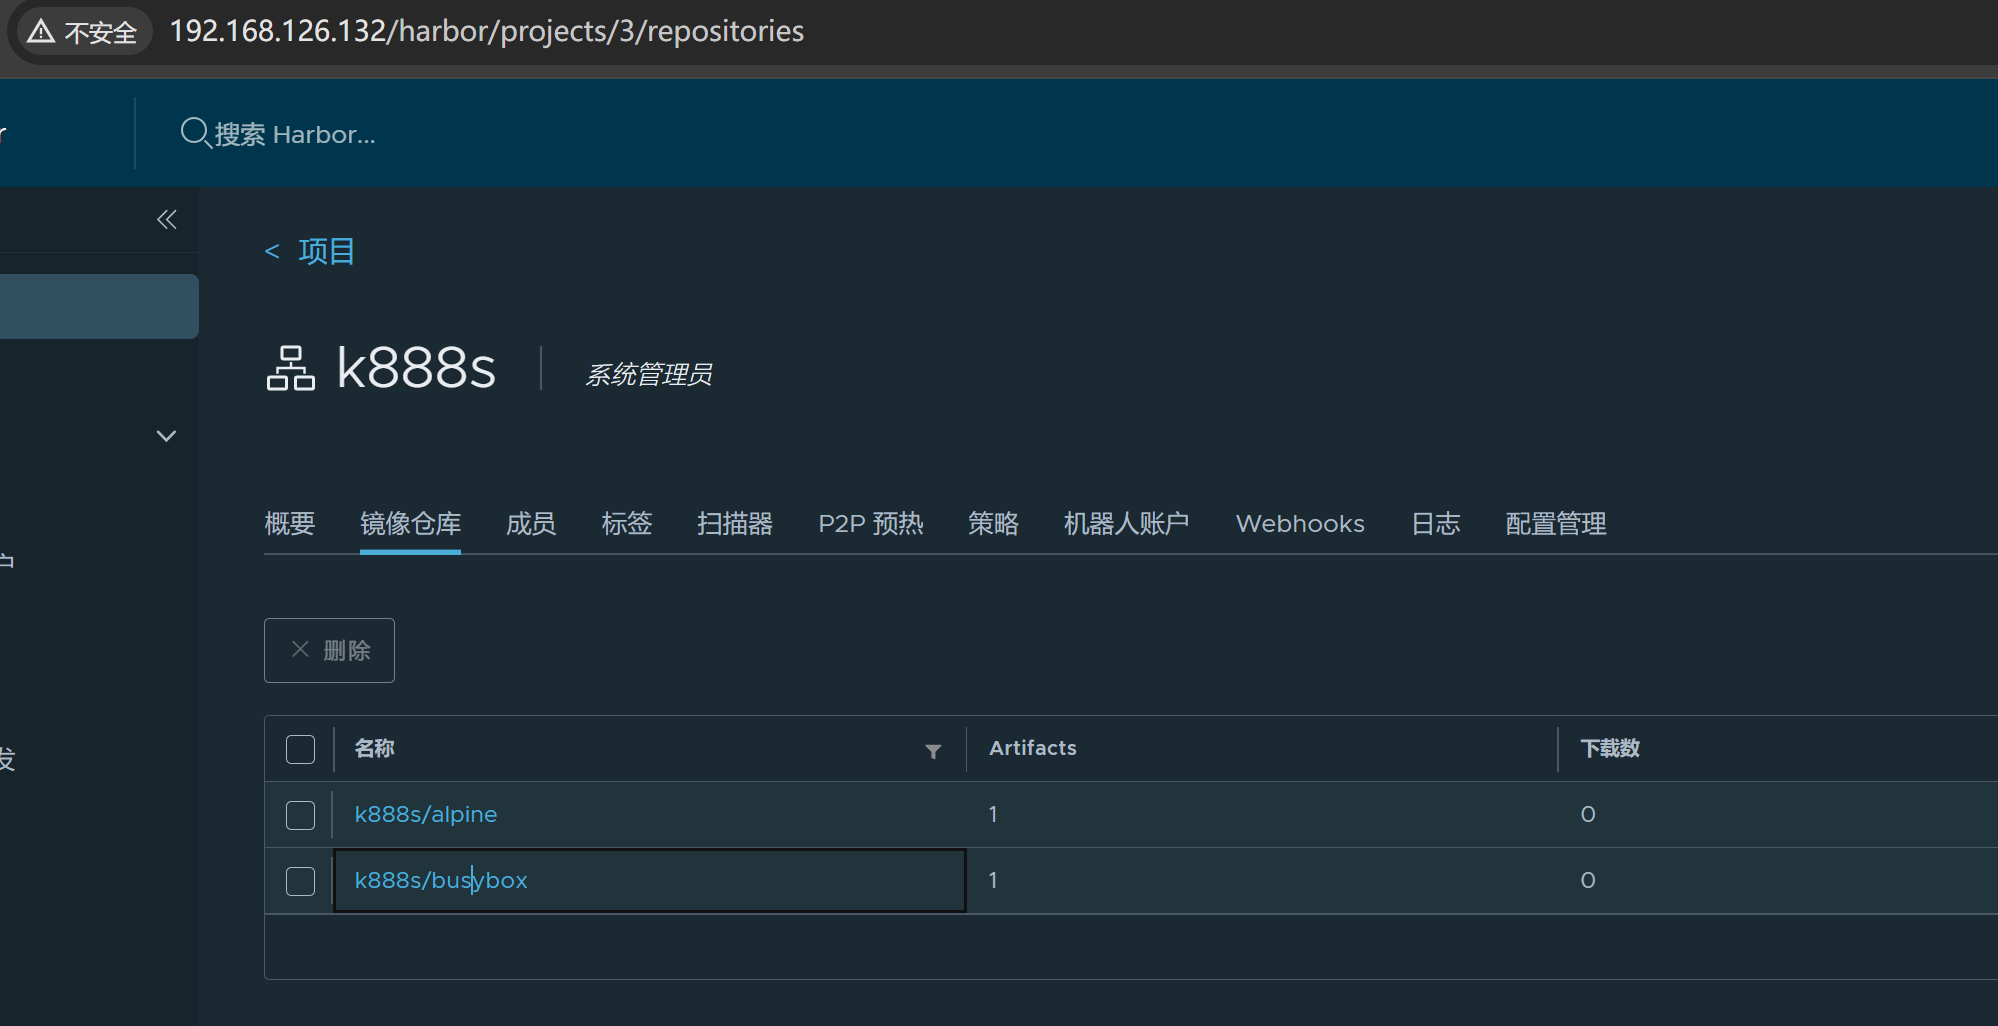 不安全 192.168.126.132/harbor/projects/3/repositories
r
搜索 Harbor...
< 项目
k888s
系统管理员
概要 镜像仓库 成员 标签 扫描器 P2P 预热 策略 机器人账户 Webhooks 日志 配置管理
户
删除
发
名称 Artifacts 下载数
k888s/alpine 1 0
k888s/busybox 1 0